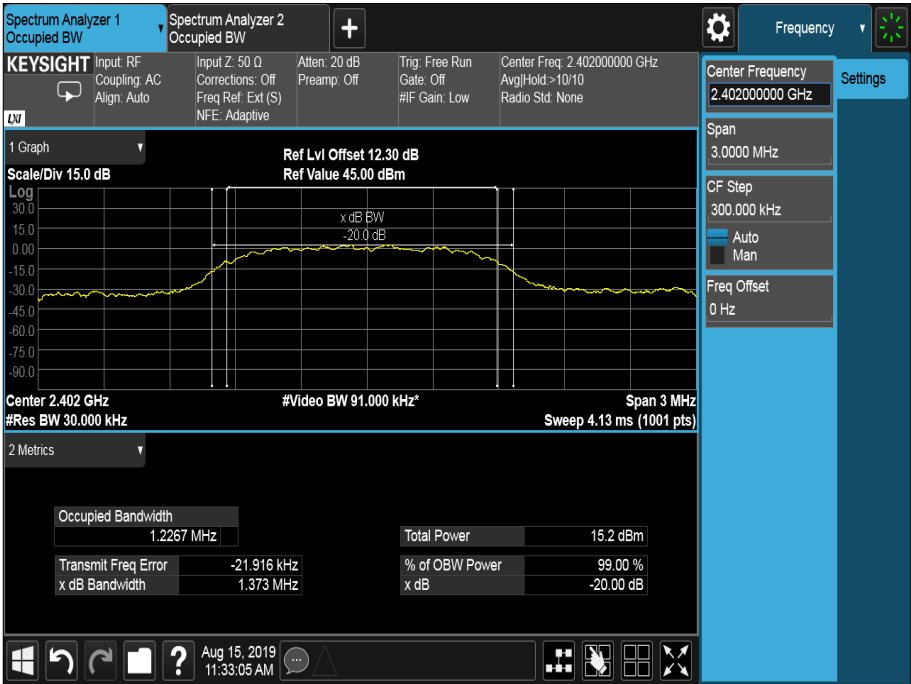 Spectrum Analyzer 1
Occupied BW
Spectrum Analyzer 2
Occupied BW
Frequency
KEYSIGHT
LXI
Input: RF
Coupling: AC
Align: Auto
Input Z: 50 Ω
Corrections: Off
Freq Ref: Ext (S)
NFE: Adaptive
Atten: 20 dB
Preamp: Off
Trig: Free Run
Gate: Off
#IF Gain: Low
Center Freq: 2.402000000 GHz
Avg|Hold:>10/10
Radio Std: None
Center Frequency
2.402000000 GHz
Settings
Span
3.0000 MHz
CF Step
300.000 kHz
Auto
Man
Freq Offset
0 Hz
1 Graph
Scale/Div 15.0 dB
Ref Lvl Offset 12.30 dB
Ref Value 45.00 dBm
Log
30.0
15.0
0.00
-15.0
-30.0
-45.0
-60.0
-75.0
-90.0
x dB BW
-20.0 dB
Center 2.402 GHz
#Video BW 91.000 kHz*
Span 3 MHz
#Res BW 30.000 kHz
Sweep 4.13 ms (1001 pts)
2 Metrics
Occupied Bandwidth
1.2267 MHz
Total Power 15.2 dBm
Transmit Freq Error -21.916 kHz
% of OBW Power 99.00 %
x dB Bandwidth 1.373 MHz
x dB -20.00 dB
?
Aug 15, 2019
11:33:05 AM